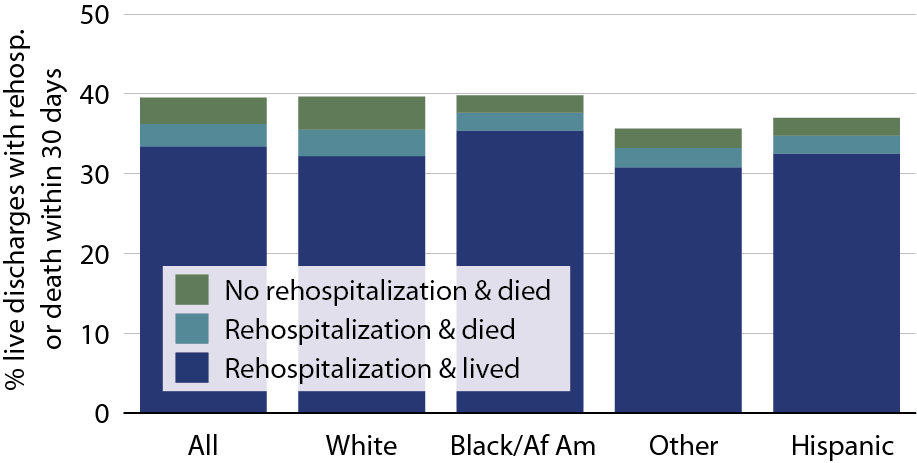 % live discharges with rehosp.
or death within 30 days
50
40
30
20
10
0
No rehospitalization & died
Rehospitalization & died
Rehospitalization & lived
All
White
Black/Af Am
Other
Hispanic